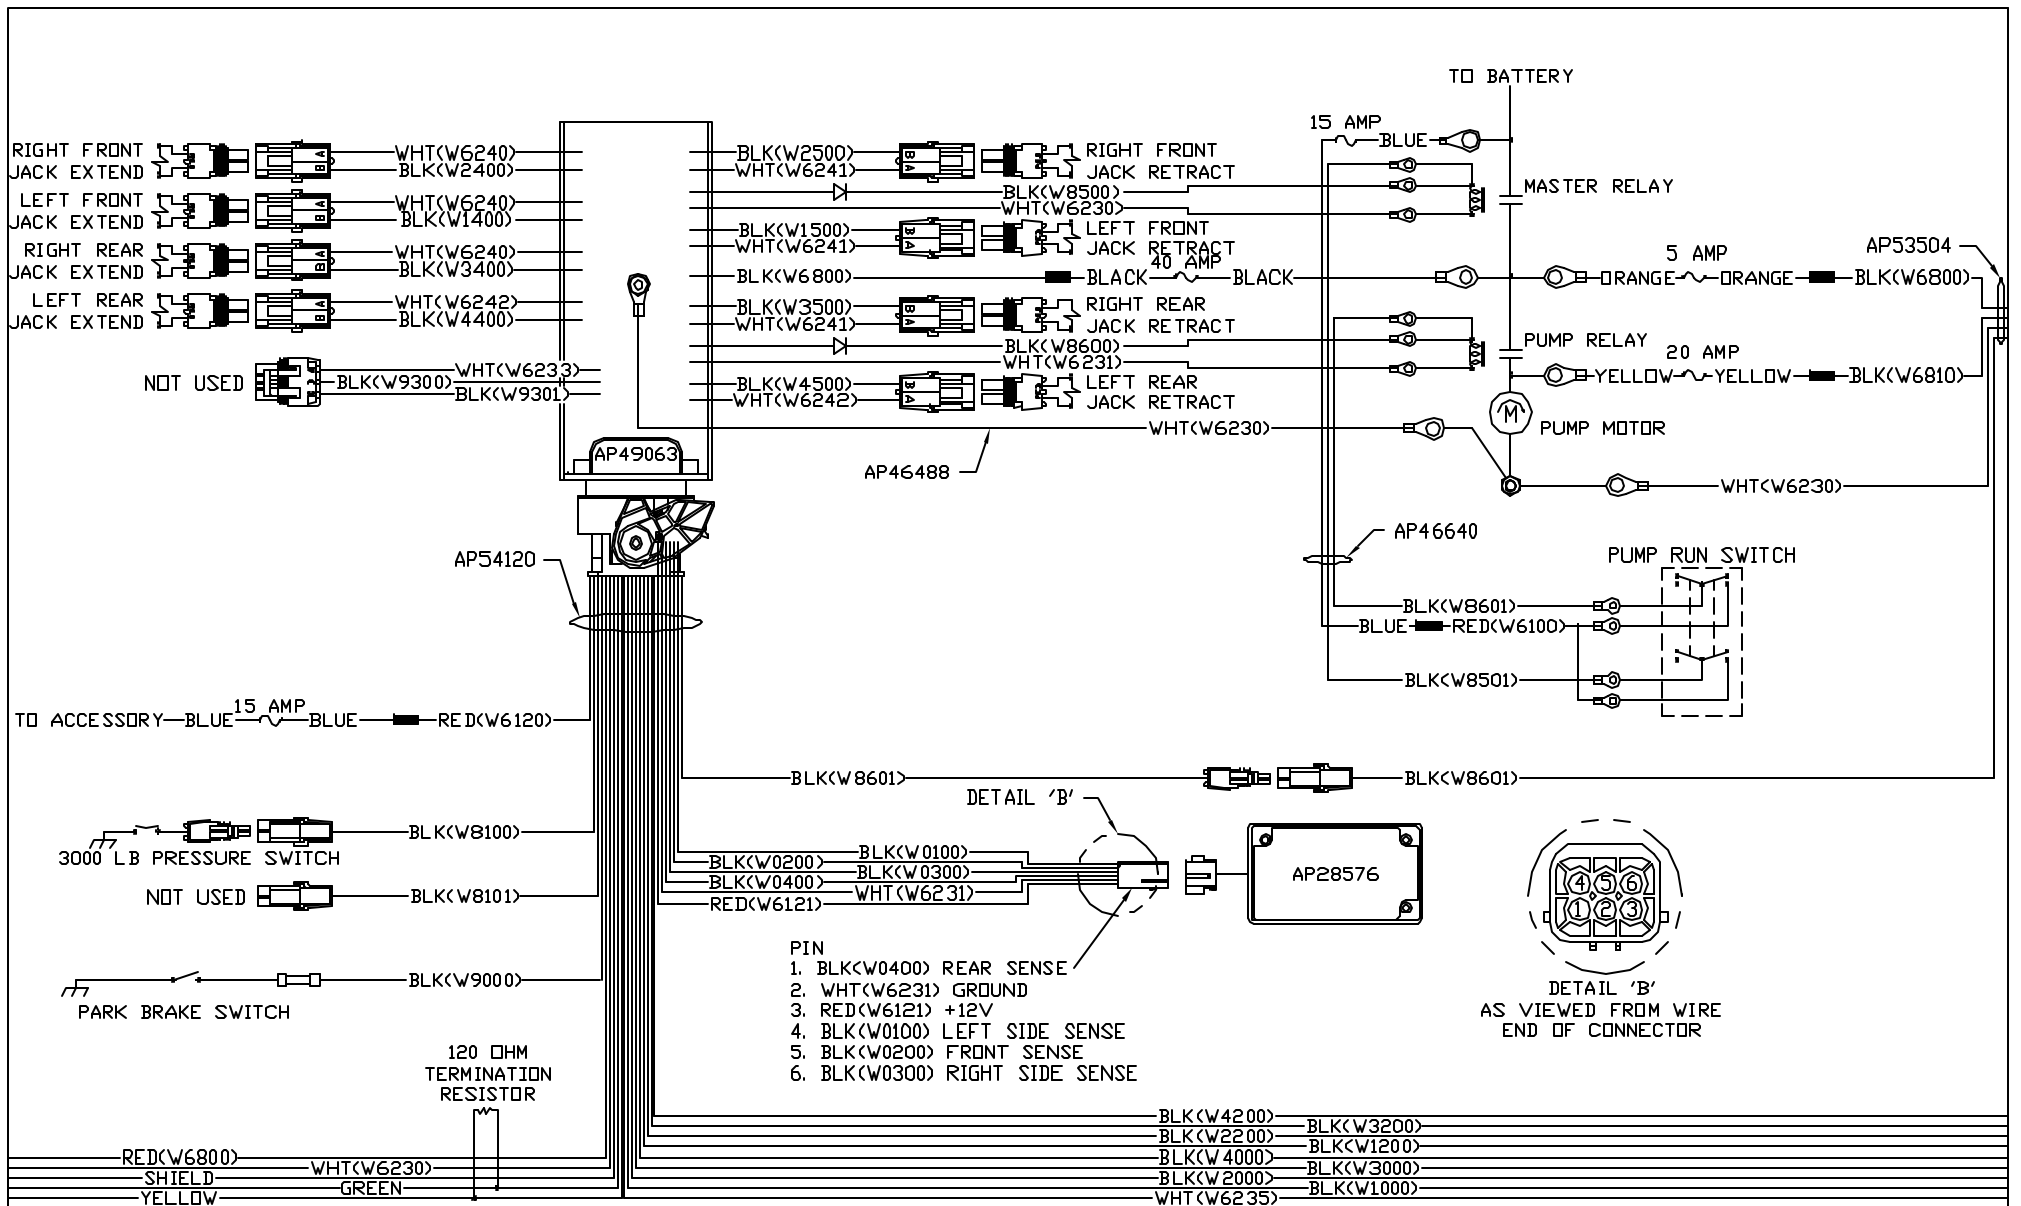 TO BATTERY
15 AMP
BLUE
RIGHT FRONT
JACK EXTEND
WHT(W6240)
BLK(W2400)
A
B
BLK(W2500)
WHT(W6241)
B
A
RIGHT FRONT
JACK RETRACT
BLK(W8500)
WHT(W6230)
MASTER RELAY
LEFT FRONT
JACK EXTEND
WHT(W6240)
BLK(W1400)
A
B
BLK(W1500)
WHT(W6241)
B
A
LEFT FRONT
JACK RETRACT
RIGHT REAR
JACK EXTEND
WHT(W6240)
BLK(W3400)
A
B
BLK(W6800)
BLACK
40 AMP
BLACK
5 AMP
ORANGE
ORANGE
BLK(W6800)
AP53504
LEFT REAR
JACK EXTEND
WHT(W6242)
BLK(W4400)
A
B
BLK(W3500)
WHT(W6241)
B
A
RIGHT REAR
JACK RETRACT
BLK(W8600)
WHT(W6231)
PUMP RELAY
20 AMP
YELLOW
YELLOW
BLK(W6810)
NOT USED
WHT(W6233)
BLK(W9300)
BLK(W9301)
BLK(W4500)
WHT(W6242)
B
A
LEFT REAR
JACK RETRACT
M
PUMP MOTOR
WHT(W6230)
AP49063
AP46488
WHT(W6230)
AP46640
AP54120
PUMP RUN SWITCH
BLK(W8601)
BLUE
RED(W6100)
BLK(W8501)
TO ACCESSORY
BLUE
15 AMP
BLUE
RED(W6120)
BLK(W8601)
BLK(W8601)
DETAIL 'B'
BLK(W8100)
3000 LB PRESSURE SWITCH
BLK(W0100)
BLK(W0200)
BLK(W0300)
BLK(W0400)
WHT(W6231)
RED(W6121)
AP28576
4 5 6
1 2 3
NOT USED
BLK(W8101)
PIN
1. BLK(W0400) REAR SENSE
2. WHT(W6231) GROUND
3. RED(W6121) +12V
4. BLK(W0100) LEFT SIDE SENSE
5. BLK(W0200) FRONT SENSE
6. BLK(W0300) RIGHT SIDE SENSE
DETAIL 'B'
AS VIEWED FROM WIRE
END OF CONNECTOR
BLK(W9000)
PARK BRAKE SWITCH
120 OHM
TERMINATION
RESISTOR
BLK(W4200)
BLK(W3200)
BLK(W2200)
BLK(W1200)
BLK(W4000)
BLK(W3000)
BLK(W2000)
BLK(W1000)
WHT(W6235)
RED(W6800)
WHT(W6230)
SHIELD
GREEN
YELLOW